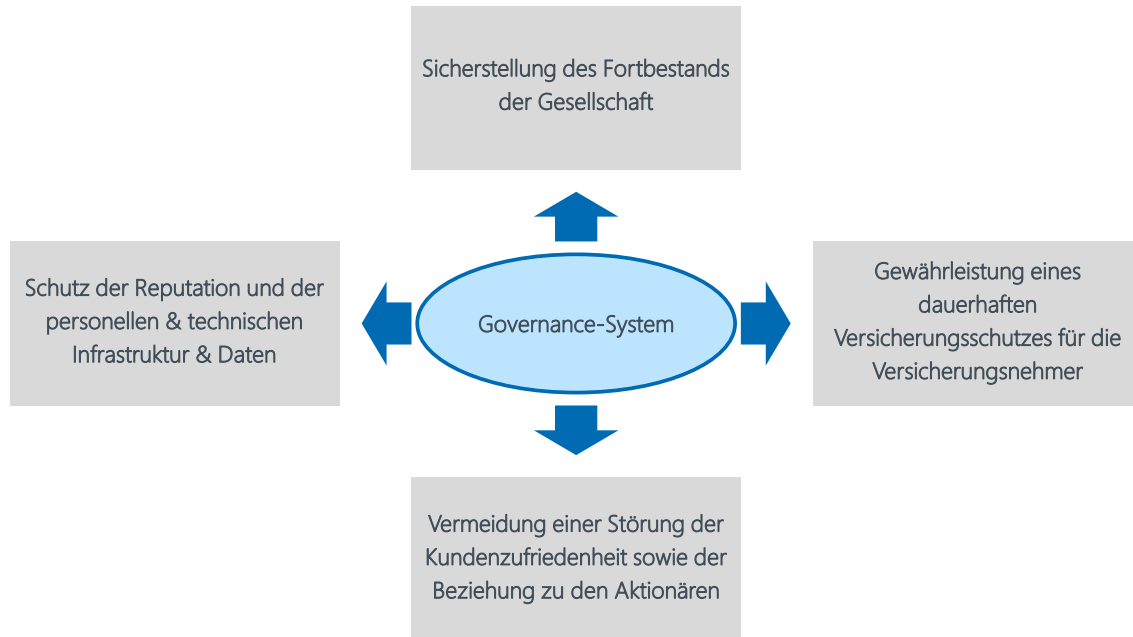 Sicherstellung des Fortbestands
der Gesellschaft
Schutz der Reputation und der
personellen & technischen
Infrastruktur & Daten
Governance-System
Gewährleistung eines
dauerhaften
Versicherungsschutzes für die
Versicherungsnehmer
Vermeidung einer Störung der
Kundenzufriedenheit sowie der
Beziehung zu den Aktionären